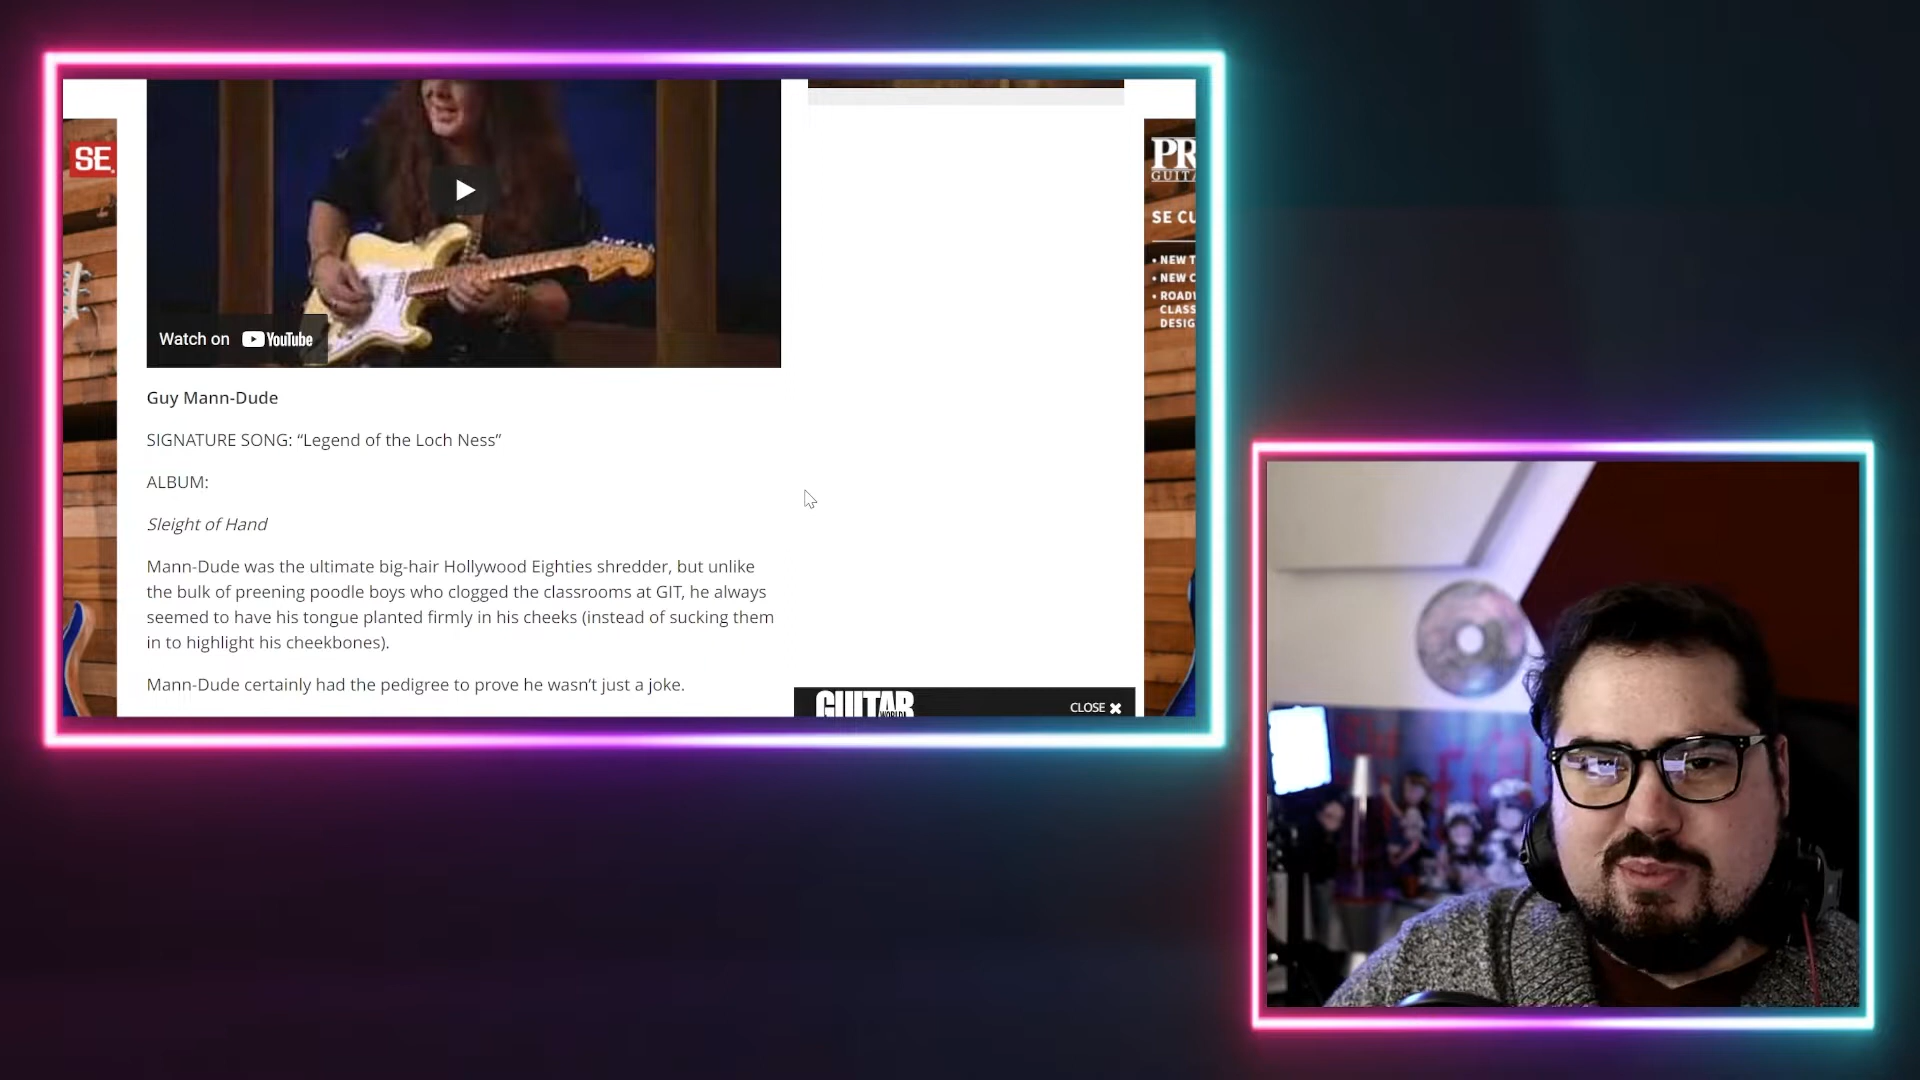 SE
Watch on YouTube
Guy Mann-Dude
SIGNATURE SONG: “Legend of the Loch Ness”
ALBUM:
Sleight of Hand
Mann-Dude was the ultimate big-hair Hollywood Eighties shredder, but unlike
the bulk of preening poodle boys who clogged the classrooms at GIT, he always
seemed to have his tongue planted firmly in his cheeks (instead of sucking them
in to highlight his cheekbones).
Mann-Dude certainly had the pedigree to prove he wasn’t just a joke.
PR
GUITA
SE CU
• NEW T
• NEW C
• ROADW
CLASS
DESIG
GUITAR
WORLD
CLOSE ✖